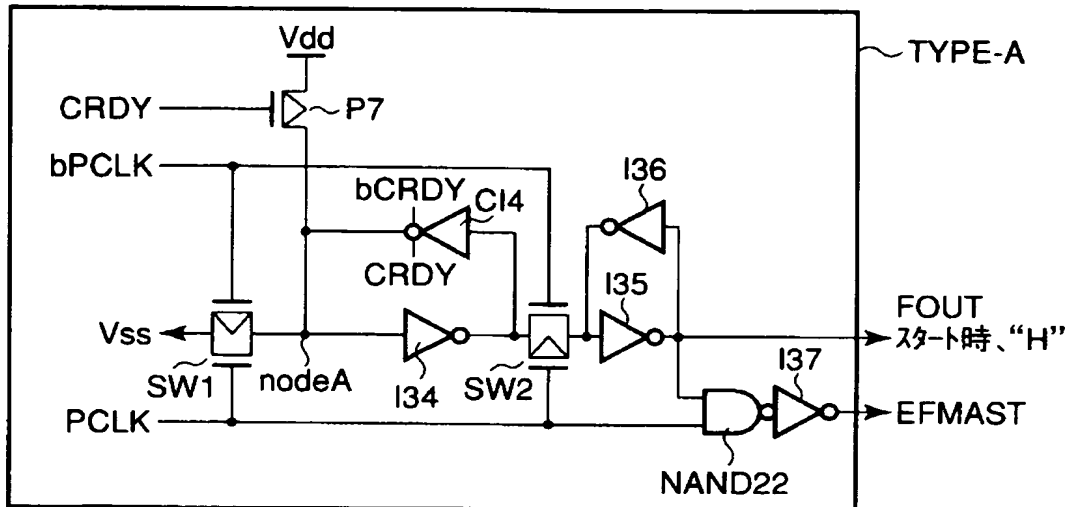 Vdd
TYPE-A
CRDY
P7
bPCLK
I36
bCRDY
CI4
CRDY
I35
FOUT
Vss
スタート時、“H”
SW1
nodeA
I34
SW2
I37
PCLK
EFMAST
NAND22